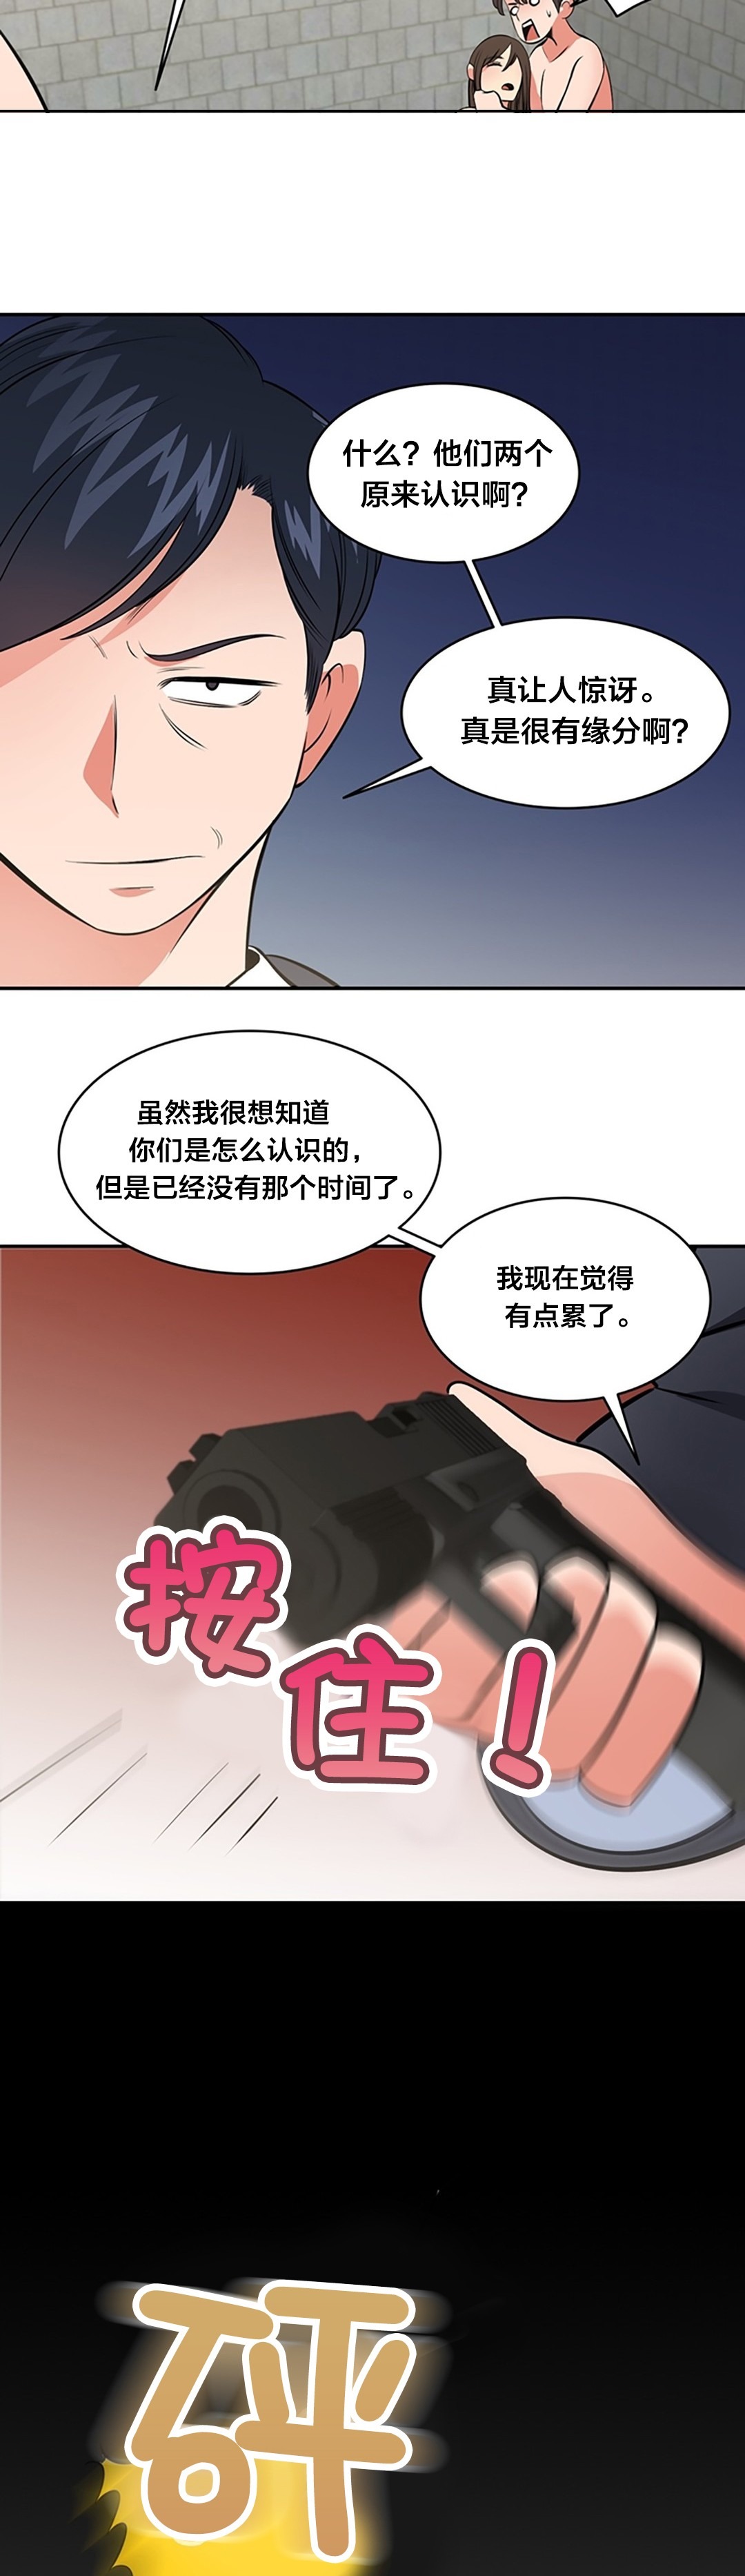 什么？他们两个
原来认识啊？
真让人惊讶。
真是很有缘分啊？
虽然我很想知道
你们是怎么认识的，
但是已经没有那个时间了。
我现在觉得
有点累了。
按
住！
砰